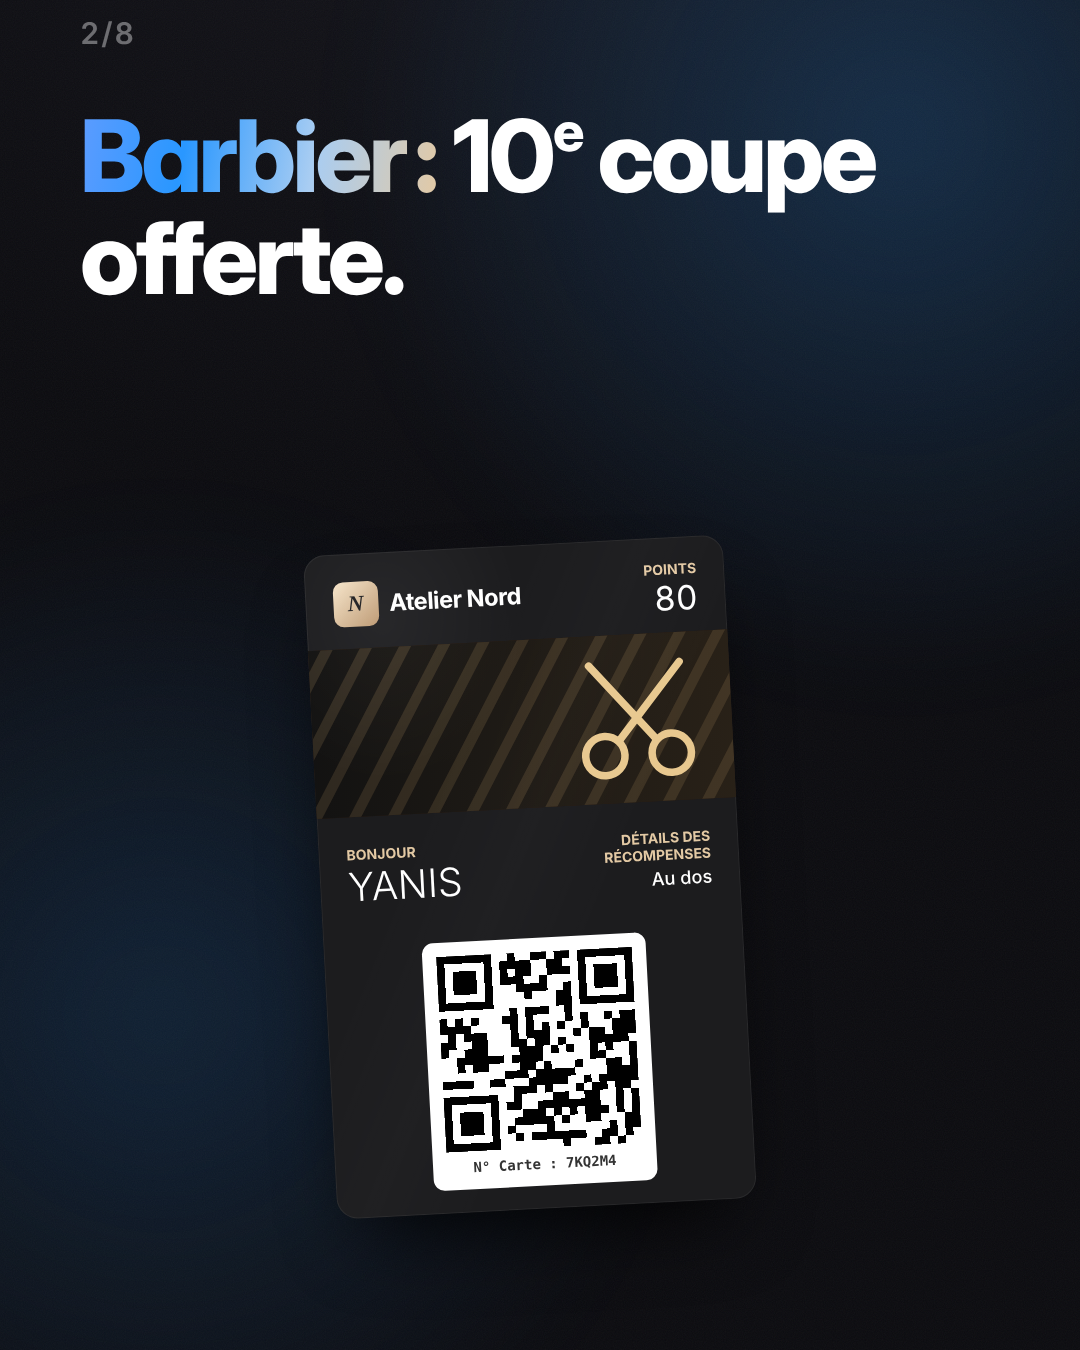 2/8
Barbier : 10e coupe
offerte.
N
Atelier Nord
POINTS
80
BONJOUR
YANIS
DÉTAILS DES
RÉCOMPENSES
Au dos
N° Carte : 7KQ2M4